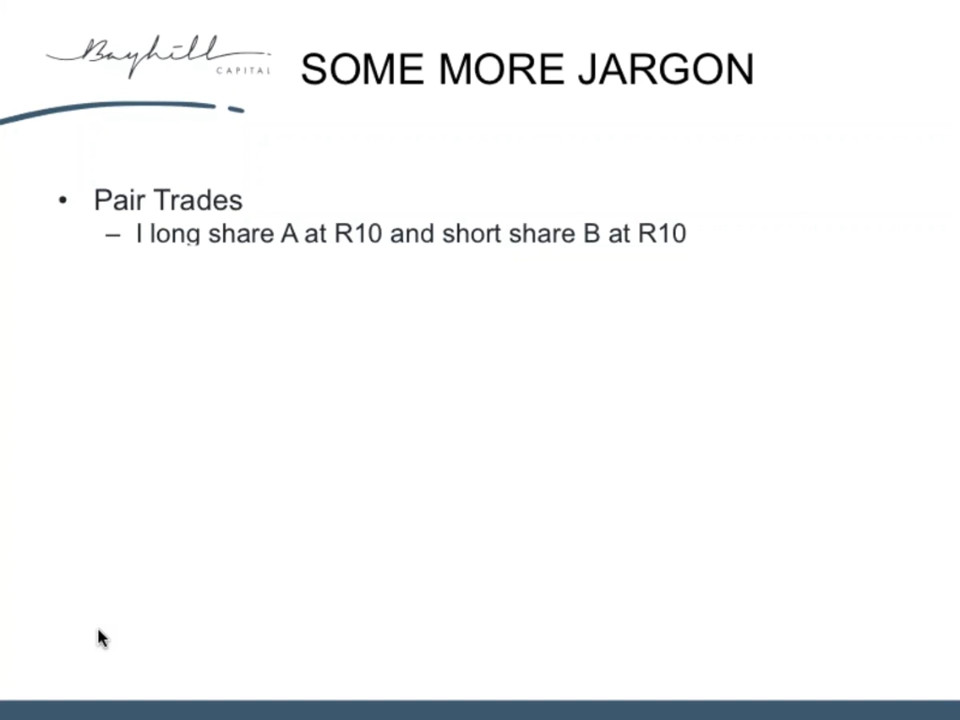 Bayhill
CAPITAL
SOME MORE JARGON
• Pair Trades
– I long share A at R10 and short share B at R10